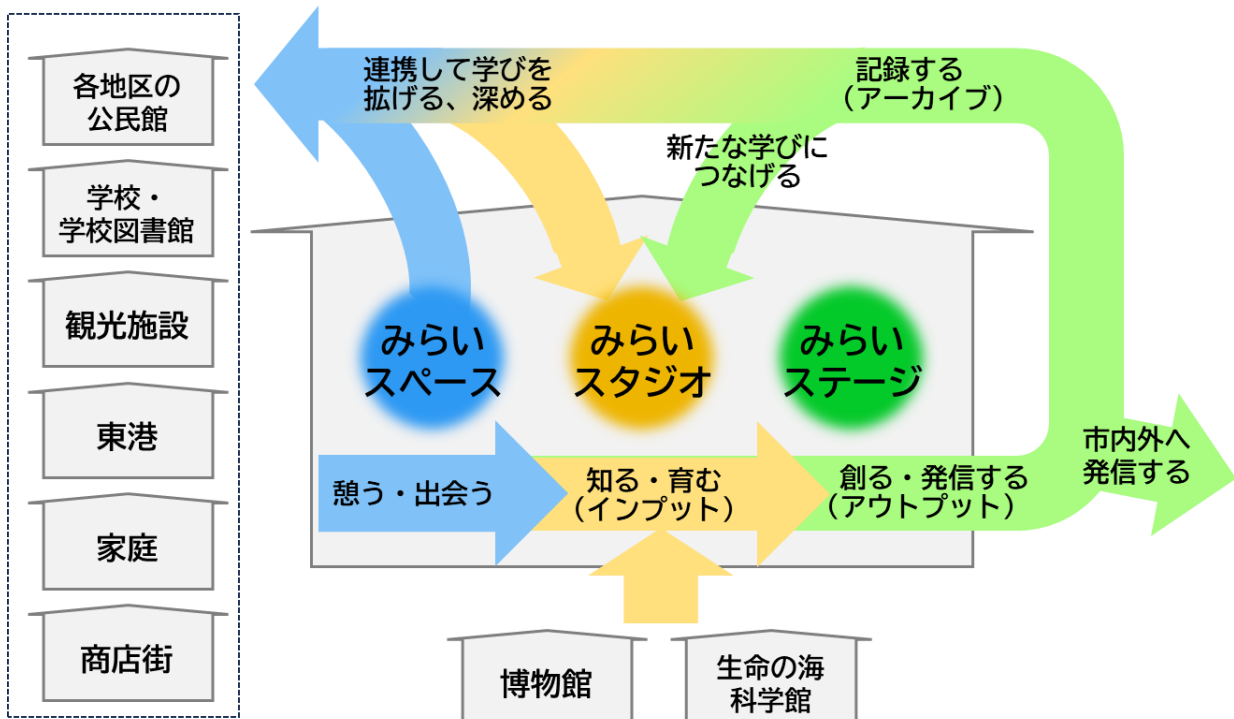 各地区の
公民館
学校・
学校図書館
観光施設
東港
家庭
商店街
連携して学びを
拡げる、深める
記録する
（アーカイブ）
新たな学びに
つなげる
みらい
スペース
みらい
スタジオ
みらい
ステージ
憩う・出会う
知る・育む
（インプット）
創る・発信する
（アウトプット）
市内外へ
発信する
博物館
生命の海
科学館